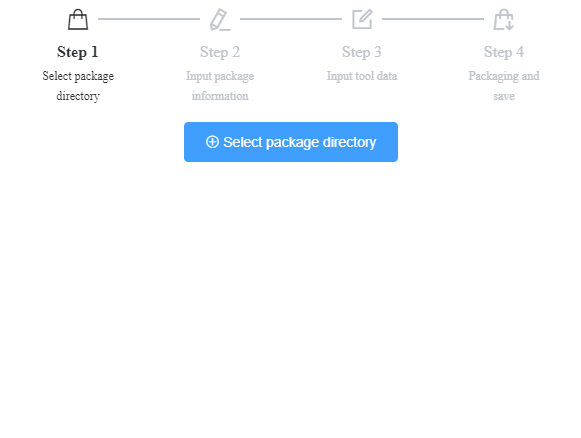 Step 1
Select package
directory
Step 2
Input package
information
Step 3
Input tool data
Step 4
Packaging and
save
Select package directory